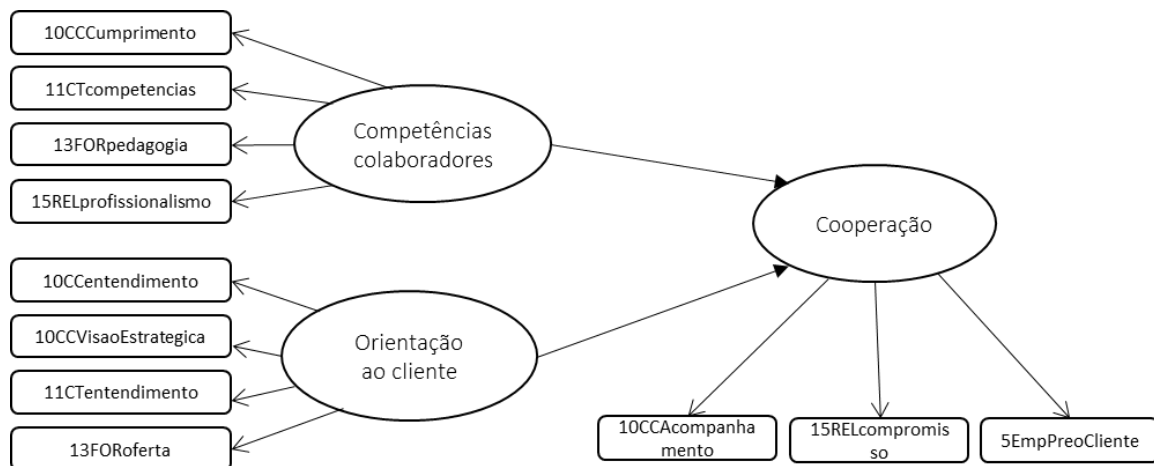 10CCCumprimento
11CTcompetencias
13FORpedagogia
15RELprofissionalismo
Competências
colaboradores
Cooperação
10CCentendimento
10CCVisaoEstrategica
11CTentendimento
13FORoferta
Orientação
ao cliente
10CCAcompanha
mento
15RELcompromis
so
5EmpPreoCliente